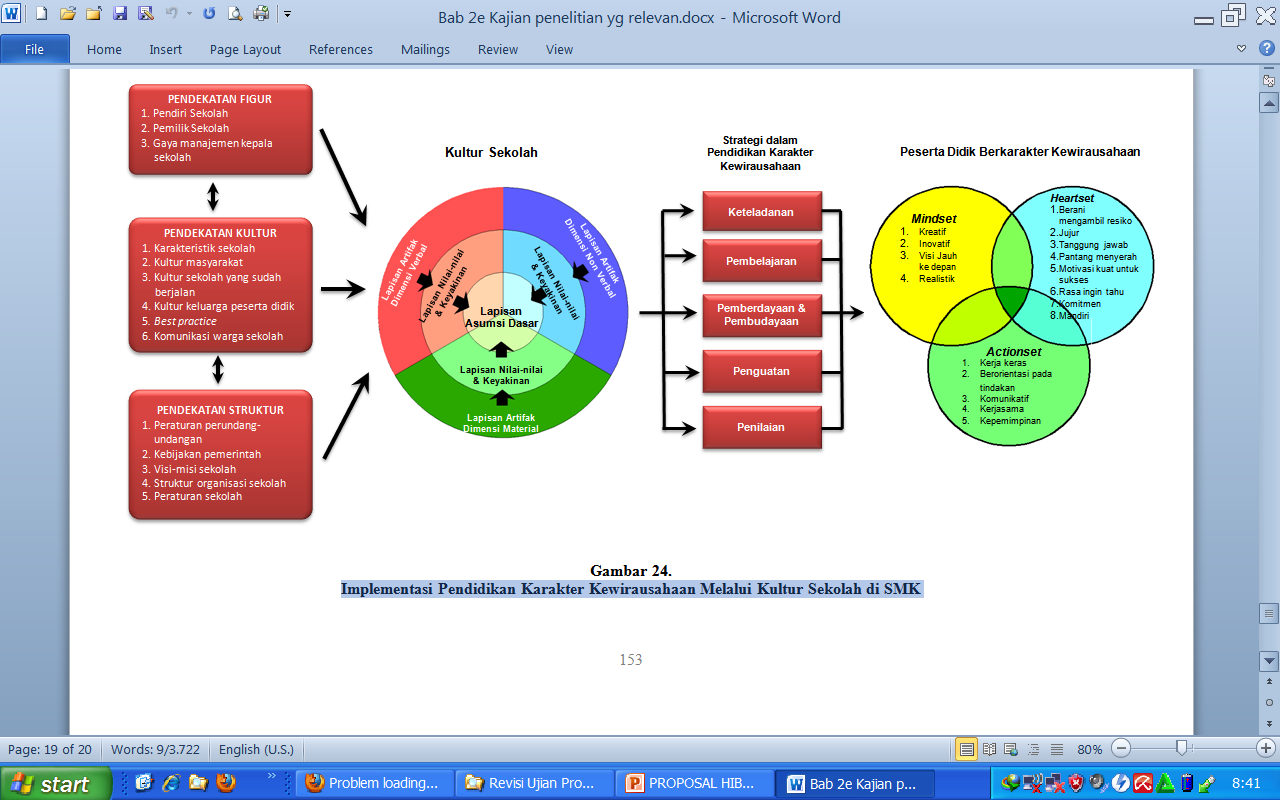 Bab 2e Kajian penelitian yg relevan.docx - Microsoft Word
File Home Insert Page Layout References Mailings Review View
PENDEKATAN FIGUR
1. Pendiri Sekolah
2. Pemilik Sekolah
3. Gaya manajemen kepala
sekolah
PENDEKATAN KULTUR
1. Karakteristik sekolah
2. Kultur masyarakat
3. Kultur sekolah yang sudah
berjalan
4. Kultur keluarga peserta didik
5. Best practice
6. Komunikasi warga sekolah
PENDEKATAN STRUKTUR
1. Peraturan perundang-
undangan
2. Kebijakan pemerintah
3. Visi-misi sekolah
4. Struktur organisasi sekolah
5. Peraturan sekolah
Kultur Sekolah
Lapisan Artifak
Dimensi Verbal
Lapisan Nilai-nilai
& Keyakinan
Lapisan Artifak
Dimensi Non Verbal
Lapisan Nilai-nilai
& Keyakinan
Lapisan
Asumsi Dasar
Lapisan Nilai-nilai
& Keyakinan
Lapisan Artifak
Dimensi Material
Strategi dalam
Pendidikan Karakter
Kewirausahaan
Keteladanan
Pembelajaran
Pemberdayaan &
Pembudayaan
Penguatan
Penilaian
Peserta Didik Berkarakter Kewirausahaan
Mindset
1. Kreatif
2. Inovatif
3. Visi Jauh
ke depan
4. Realistik
Heartset
1.Berani
mengambil resiko
2.Jujur
3.Tanggung jawab
4.Pantang menyerah
5.Motivasi kuat untuk
sukses
6.Rasa ingin tahu
7.Komitmen
8.Mandiri
Actionset
1. Kerja keras
2. Berorientasi pada
tindakan
3. Komunikatif
4. Kerjasama
5. Kepemimpinan
Gambar 24.
Implementasi Pendidikan Karakter Kewirausahaan Melalui Kultur Sekolah di SMK
153
Page: 19 of 20 Words: 9/3.722 English (U.S.) 80%
start Problem loading... Revisi Ujian Pro... PROPOSAL HIB... Bab 2e Kajian p... 8:41